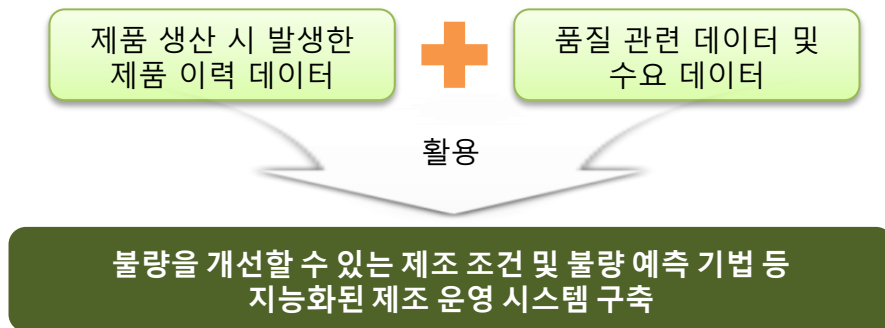 제품 생산 시 발생한
제품 이력 데이터
품질 관련 데이터 및
수요 데이터
활용
불량을 개선할 수 있는 제조 조건 및 불량 예측 기법 등
지능화된 제조 운영 시스템 구축